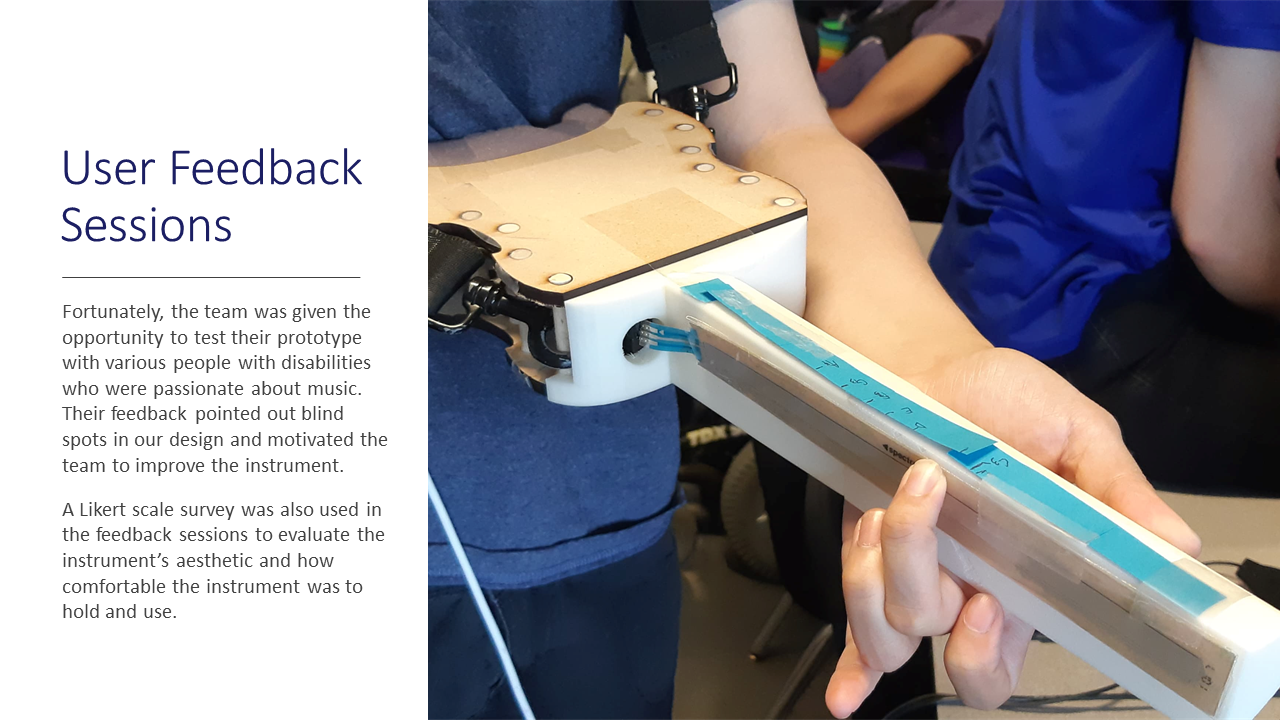 User Feedback
Sessions
Fortunately, the team was given the
opportunity to test their prototype
with various people with disabilities
who were passionate about music.
Their feedback pointed out blind
spots in our design and motivated the
team to improve the instrument.
A Likert scale survey was also used in
the feedback sessions to evaluate the
instrument’s aesthetic and how
comfortable the instrument was to
hold and use.
TDX